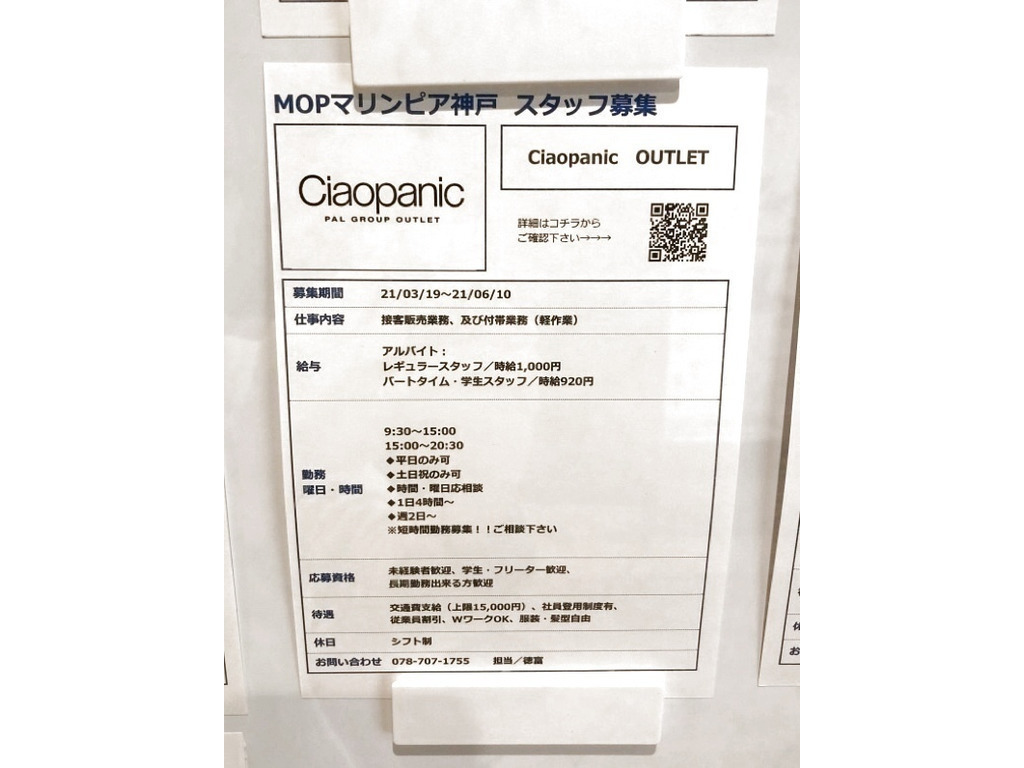 MOPマリンピア神戸 スタッフ募集
Ciaopanic
PAL GROUP OUTLET
Ciaopanic OUTLET
詳細はコチラから
ご確認下さい→→→
募集期間 21/03/19～21/06/10
仕事内容 接客販売業務、及び付帯業務（軽作業）
給与
アルバイト：
レギュラースタッフ／時給1,000円
パートタイム・学生スタッフ／時給920円
勤務
曜日・時間
9:30～15:00
15:00～20:30
◆平日のみ可
◆土日祝のみ可
◆時間・曜日応相談
◆1日4時間～
◆週2日～
※短時間勤務募集！！ご相談下さい
応募資格
未経験者歓迎、学生・フリーター歓迎、
長期勤務出来る方歓迎
待遇
交通費支給（上限15,000円）、社員登用制度有、
従業員割引、WワークOK、服装・髪型自由
休日 シフト制
お問い合わせ 078-707-1755 担当／徳富